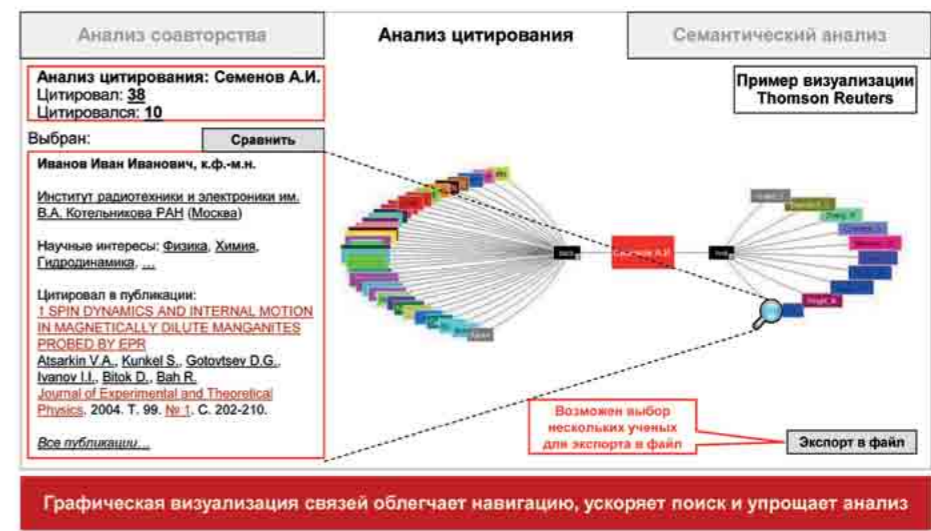 Анализ соавторства
Анализ цитирования
Семантический анализ
Анализ цитирования: Семенов А.И.
Цитировал: 38
Цитировался: 10
Пример визуализации
Thomson Reuters
Выбран:
Сравнить
Иванов Иван Иванович, к.ф.-м.н.
Институт радиотехники и электроники им.
В.А. Котельникова РАН (Москва)
Научные интересы: Физика, Химия,
Гидродинамика, ...
Цитировал в публикации:
1 SPIN DYNAMICS AND INTERNAL MOTION
IN MAGNETICALLY DILUTE MANGANITES
PROBED BY EPR
Atsarkin V.A., Kunkel S., Gotovtsev D.G.,
Ivanov I.I., Bitok D., Bah R.
Journal of Experimental and Theoretical
Physics. 2004. Т. 99. № 1. С. 202-210.
Все публикации...
Семенов А.И.
Возможен выбор
нескольких ученых
для экспорта в файл
Экспорт в файл
Графическая визуализация связей облегчает навигацию, ускоряет поиск и упрощает анализ